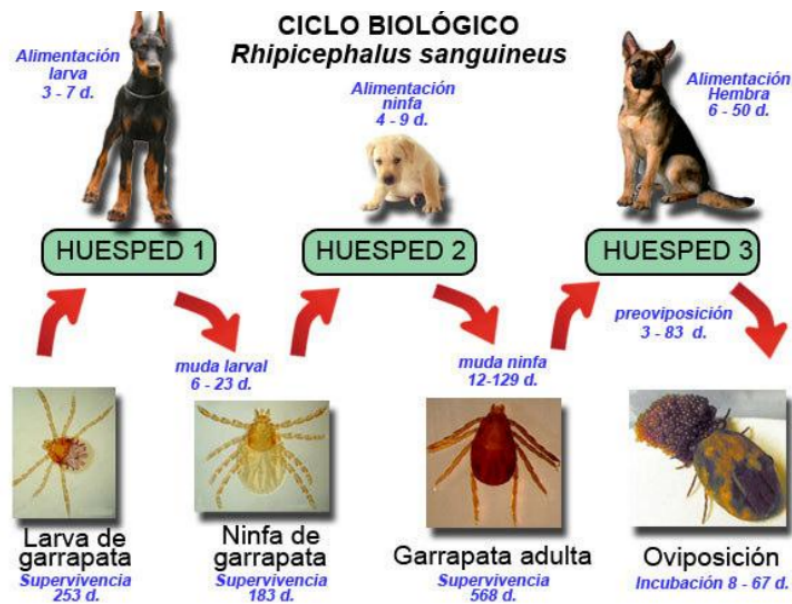 CICLO BIOLÓGICO
Rhipicephalus sanguineus
Alimentación
larva
3 - 7 d.
Alimentación
ninfa
4 - 9 d.
Alimentación
Hembra
6 - 50 d.
HUESPED 1
HUESPED 2
HUESPED 3
muda larval
6 - 23 d.
muda ninfa
12-129 d.
preoviposición
3 - 83 d.
Larva de
garrapata
Supervivencia
253 d.
Ninfa de
garrapata
Supervivencia
183 d.
Garrapata adulta
Supervivencia
568 d.
Oviposición
Incubación 8 - 67 d.